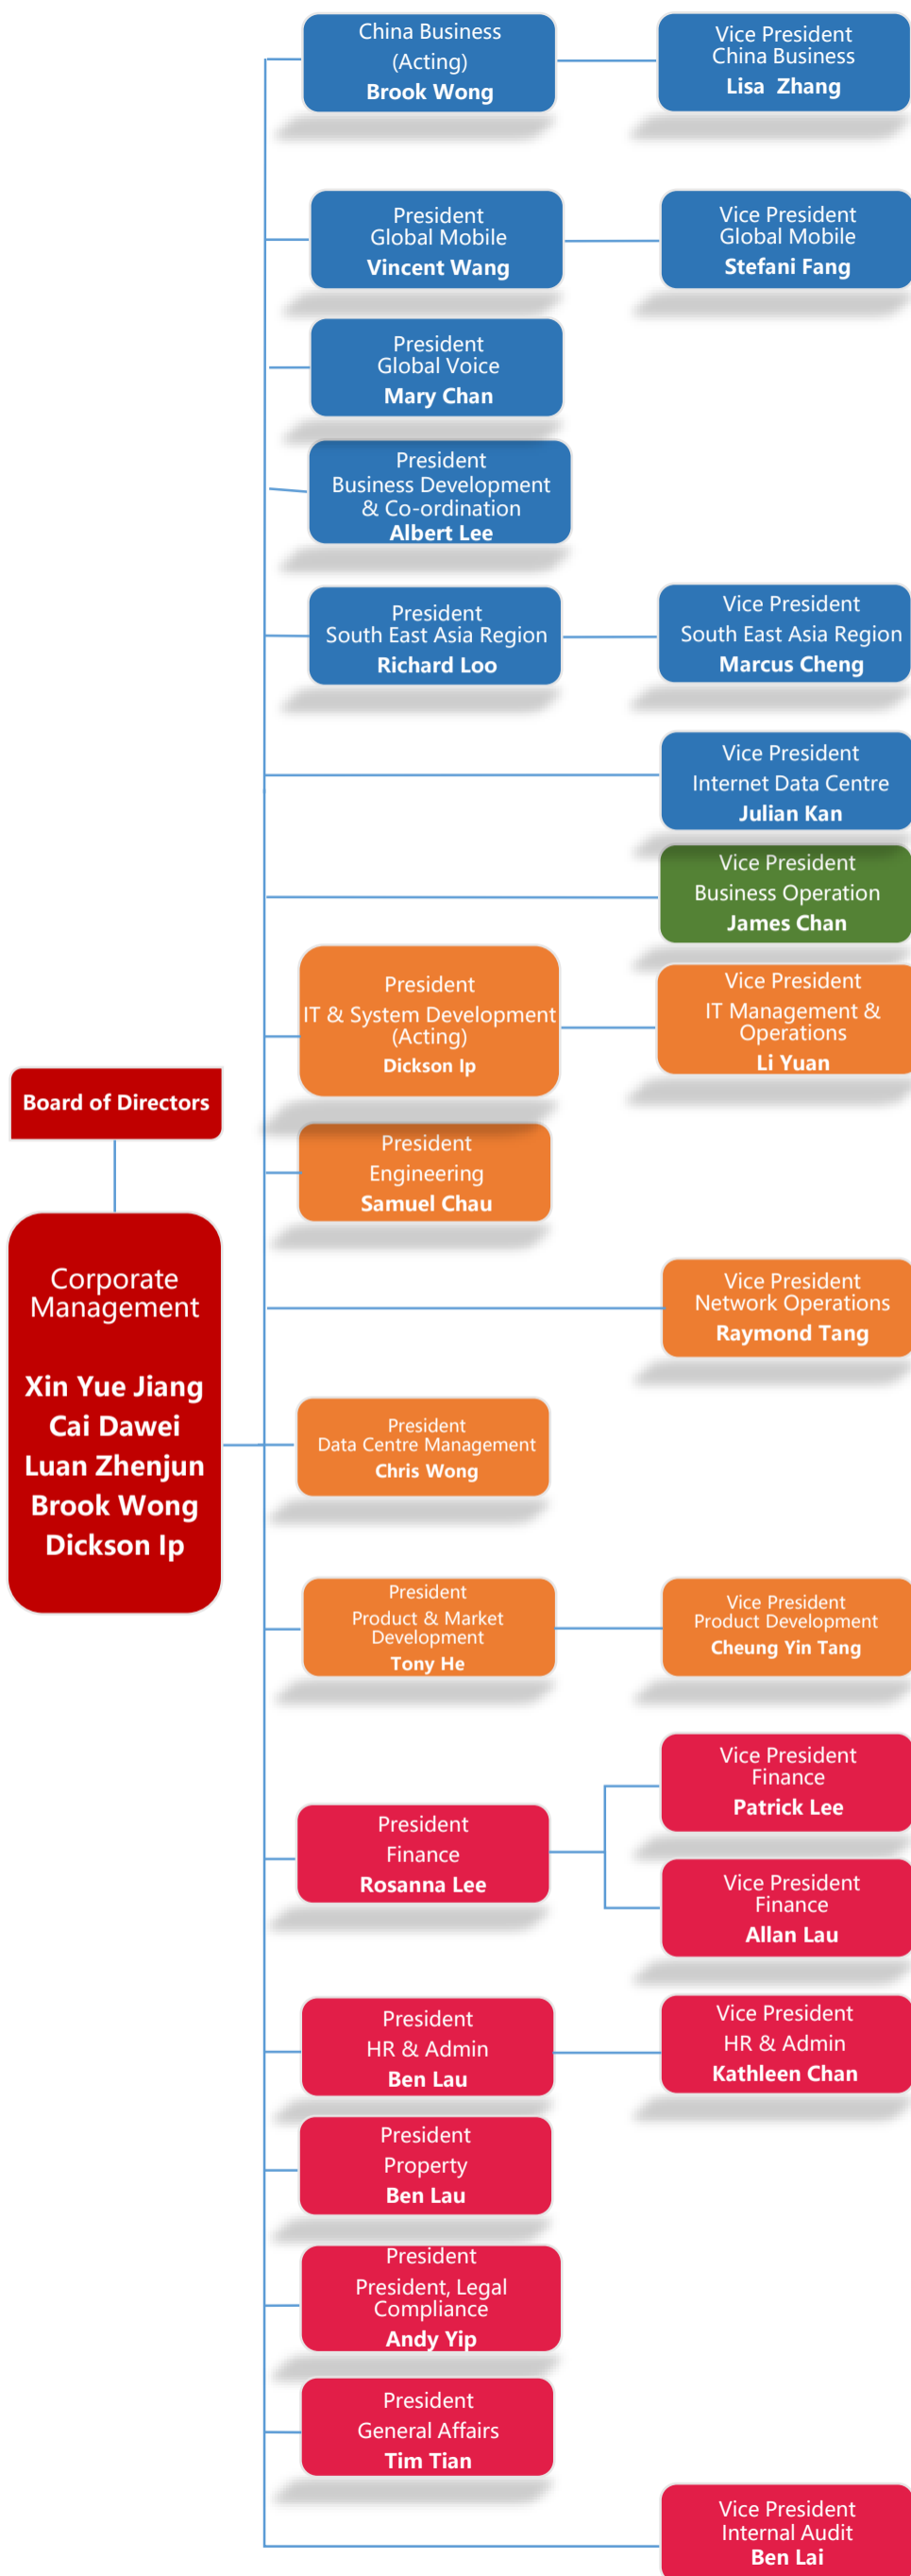 China Business
(Acting)
Brook Wong
Vice President
China Business
Lisa Zhang
President
Global Mobile
Vincent Wang
Vice President
Global Mobile
Stefani Fang
President
Global Voice
Mary Chan
President
Business Development
& Co-ordination
Albert Lee
President
South East Asia Region
Richard Loo
Vice President
South East Asia Region
Marcus Cheng
Vice President
Internet Data Centre
Julian Kan
Vice President
Business Operation
James Chan
President
IT & System Development
(Acting)
Dickson Ip
Vice President
IT Management &
Operations
Li Yuan
Board of Directors
President
Engineering
Samuel Chau
Corporate
Management
Xin Yue Jiang
Cai Dawei
Luan Zhenjun
Brook Wong
Dickson Ip
Vice President
Network Operations
Raymond Tang
President
Data Centre Management
Chris Wong
President
Product & Market
Development
Tony He
Vice President
Product Development
Cheung Yin Tang
President
Finance
Rosanna Lee
Vice President
Finance
Patrick Lee
Vice President
Finance
Allan Lau
President
HR & Admin
Ben Lau
Vice President
HR & Admin
Kathleen Chan
President
Property
Ben Lau
President
President, Legal
Compliance
Andy Yip
President
General Affairs
Tim Tian
Vice President
Internal Audit
Ben Lai